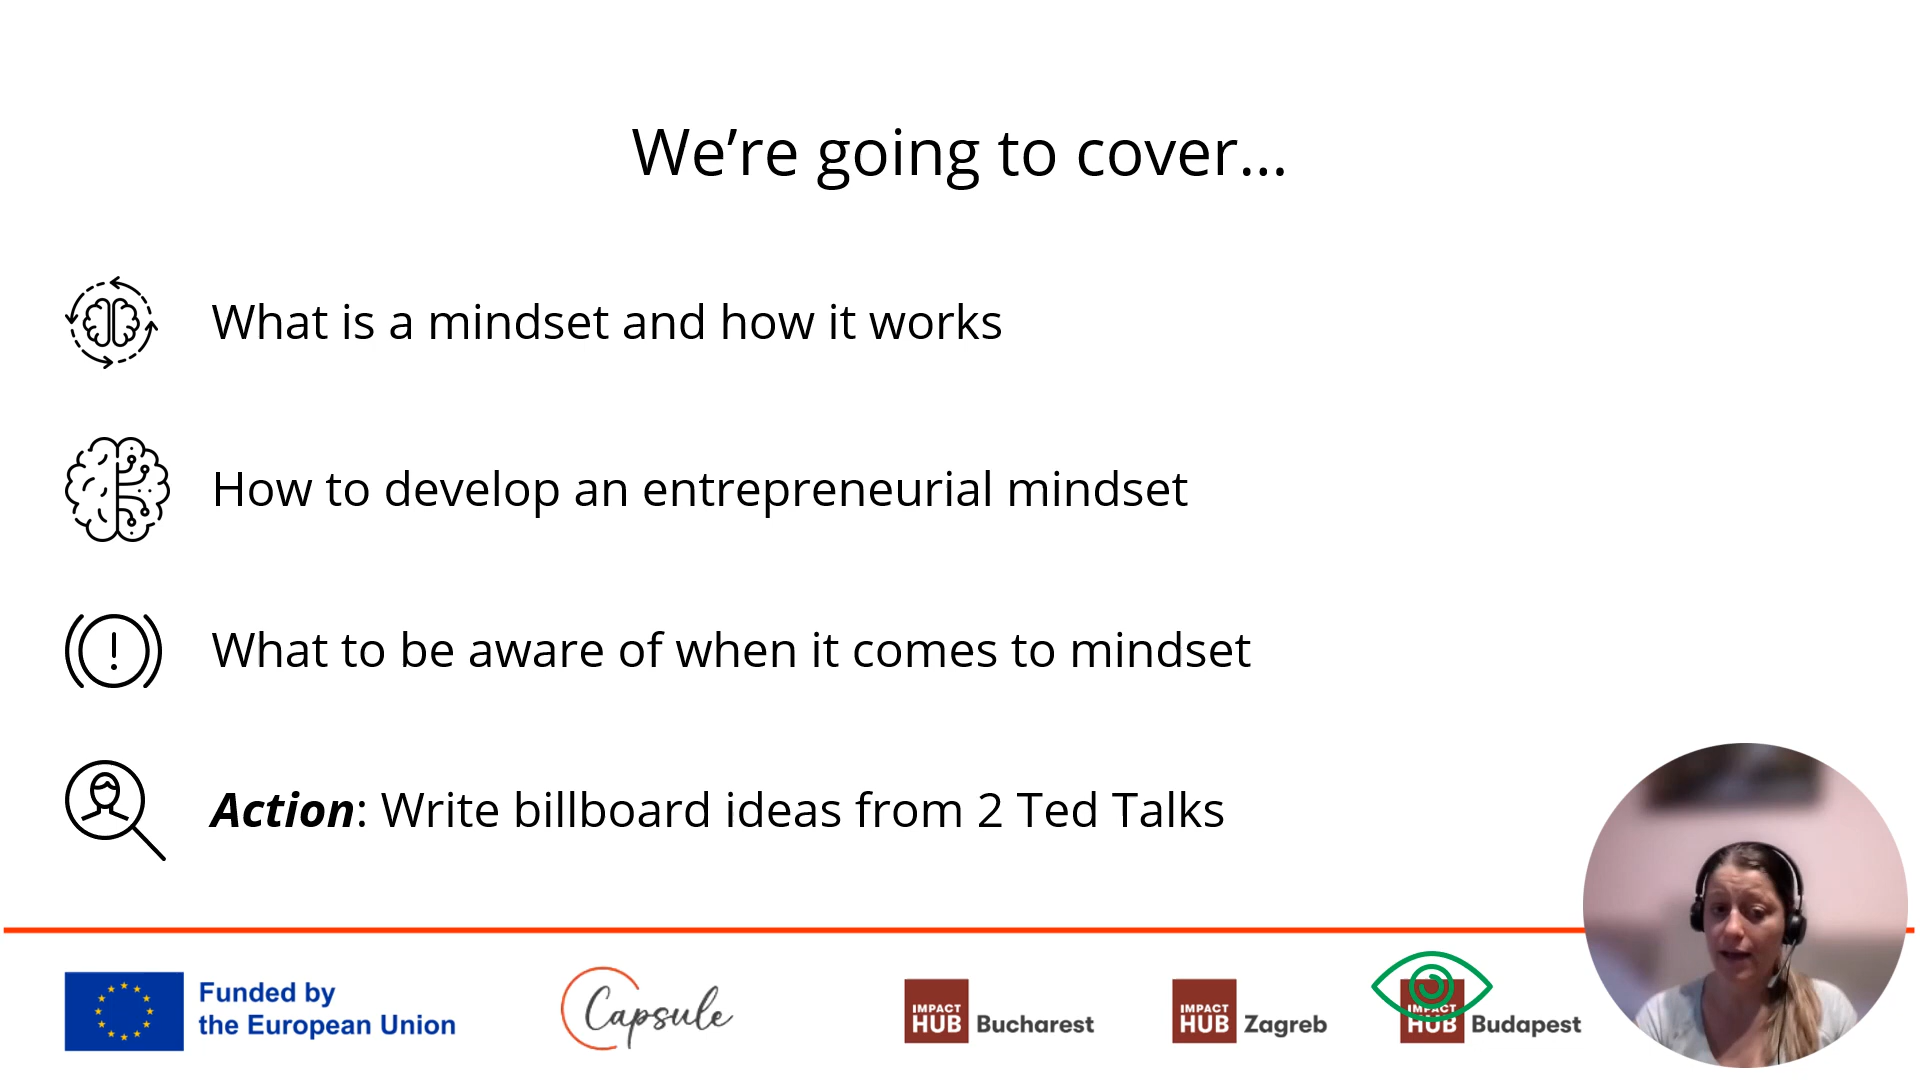 We’re going to cover...
What is a mindset and how it works
How to develop an entrepreneurial mindset
What to be aware of when it comes to mindset
Action: Write billboard ideas from 2 Ted Talks
Funded by
the European Union
Capsule
IMPACT
HUB Bucharest
IMPACT
HUB Zagreb
IMPACT
HUB Budapest